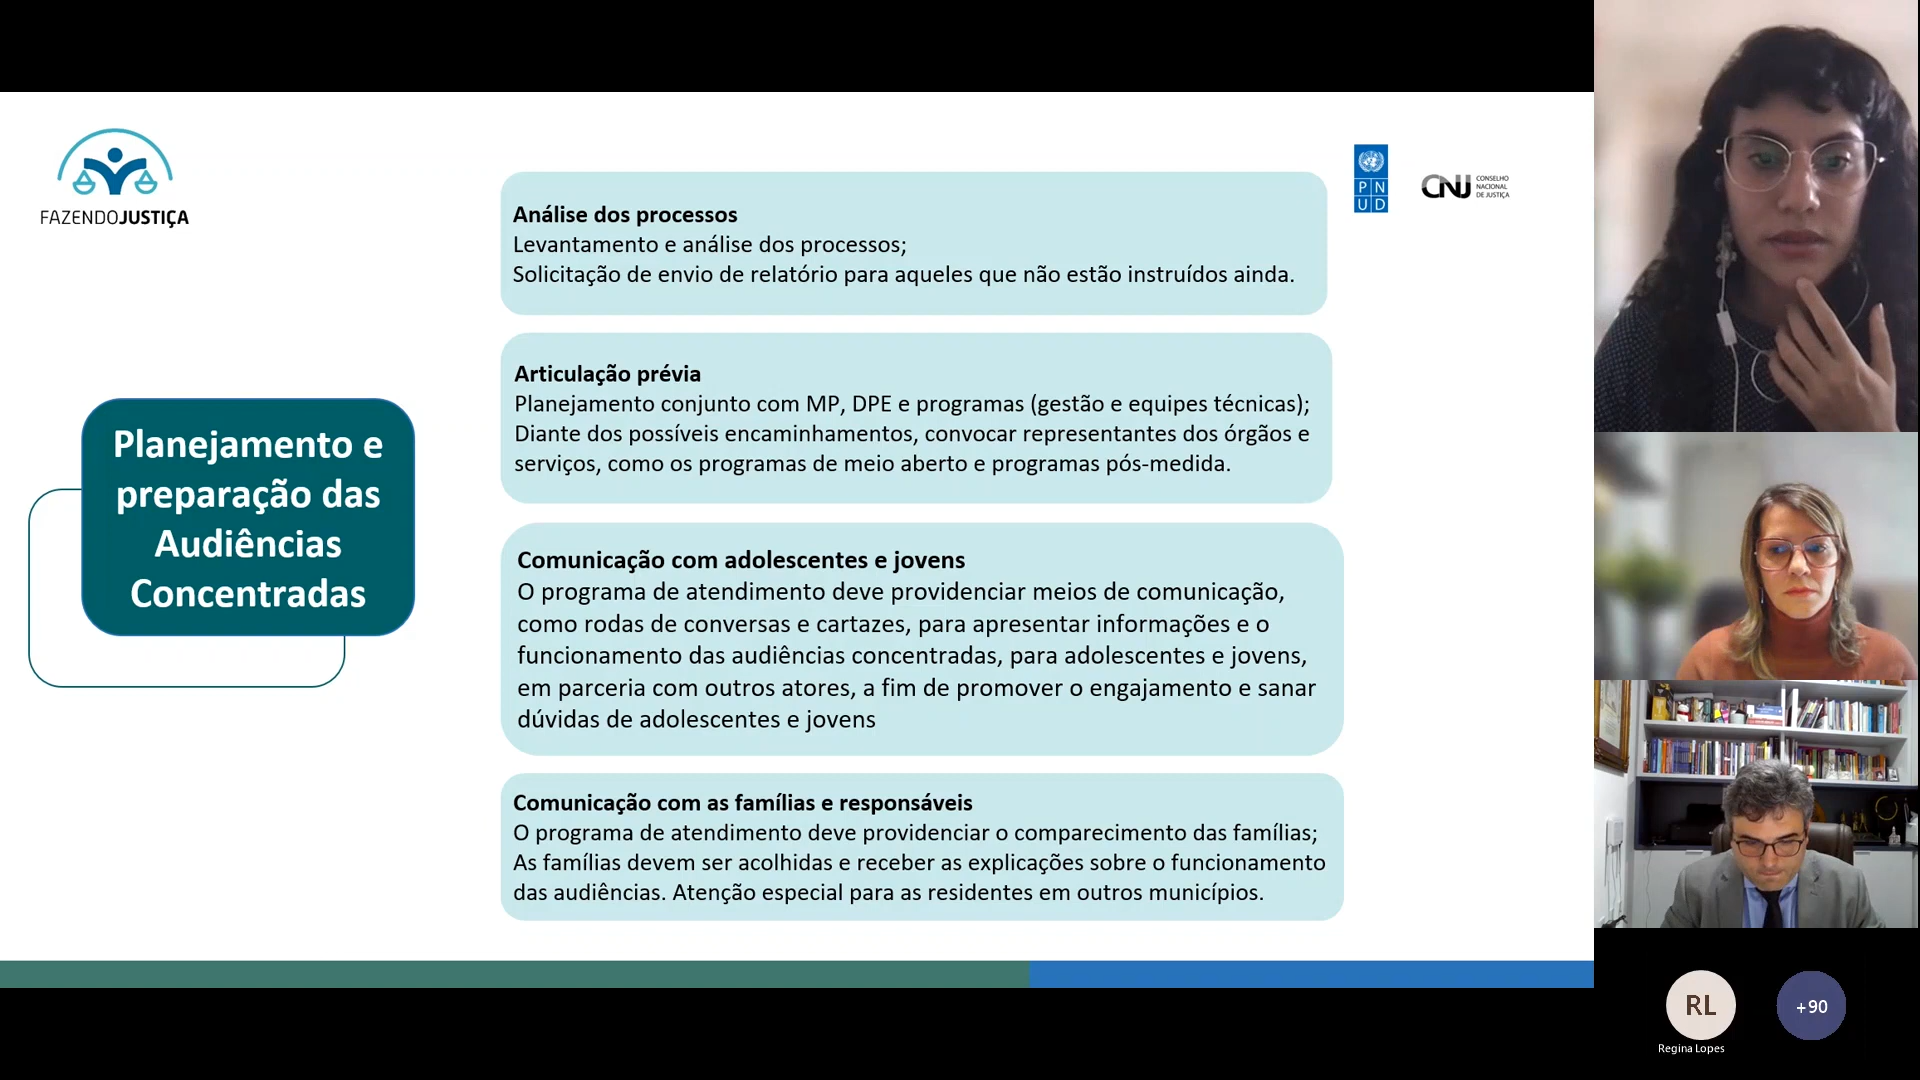 FAZENDOJUSTIÇA
Planejamento e
preparação das
Audiências
Concentradas
Análise dos processos
Levantamento e análise dos processos;
Solicitação de envio de relatório para aqueles que não estão instruídos ainda.
Articulação prévia
Planejamento conjunto com MP, DPE e programas (gestão e equipes técnicas);
Diante dos possíveis encaminhamentos, convocar representantes dos órgãos e
serviços, como os programas de meio aberto e programas pós-medida.
Comunicação com adolescentes e jovens
O programa de atendimento deve providenciar meios de comunicação,
como rodas de conversas e cartazes, para apresentar informações e o
funcionamento das audiências concentradas, para adolescentes e jovens,
em parceria com outros atores, a fim de promover o engajamento e sanar
dúvidas de adolescentes e jovens
Comunicação com as famílias e responsáveis
O programa de atendimento deve providenciar o comparecimento das famílias;
As famílias devem ser acolhidas e receber as explicações sobre o funcionamento
das audiências. Atenção especial para as residentes em outros municípios.
P N
U D
CNJ
CONSELHO
NACIONAL
DE JUSTIÇA
RL
Regina Lopes
+90